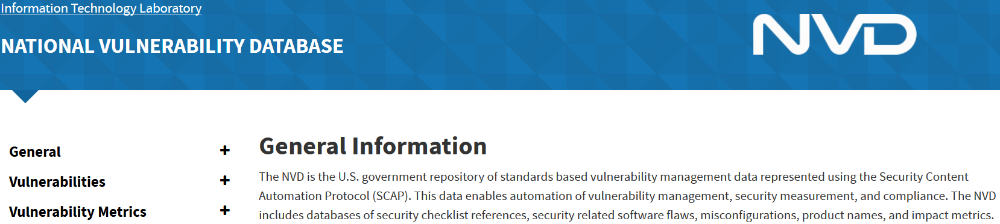 Information Technology Laboratory
NATIONAL VULNERABILITY DATABASE
NVD
General +
Vulnerabilities +
Vulnerability Metrics +
General Information
The NVD is the U.S. government repository of standards based vulnerability management data represented using the Security Content
Automation Protocol (SCAP). This data enables automation of vulnerability management, security measurement, and compliance. The NVD
includes databases of security checklist references, security related software flaws, misconfigurations, product names, and impact metrics.